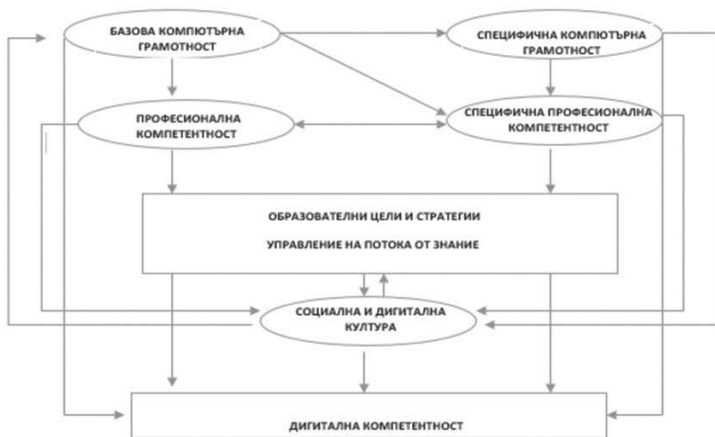 БАЗОВА КОМПЮТЪРНА
ГРАМОТНОСТ
СПЕЦИФИЧНА КОМПЮТЪРНА
ГРАМОТНОСТ
ПРОФЕСИОНАЛНА
КОМПЕТЕНТНОСТ
СПЕЦИФИЧНА ПРОФЕСИОНАЛНА
КОМПЕТЕНТНОСТ
ОБРАЗОВАТЕЛНИ ЦЕЛИ И СТРАТЕГИИ
УПРАВЛЕНИЕ НА ПОТОКА ОТ ЗНАНИЕ
СОЦИАЛНА И ДИГИТАЛНА
КУЛТУРА
ДИГИТАЛНА КОМПЕТЕНТНОСТ